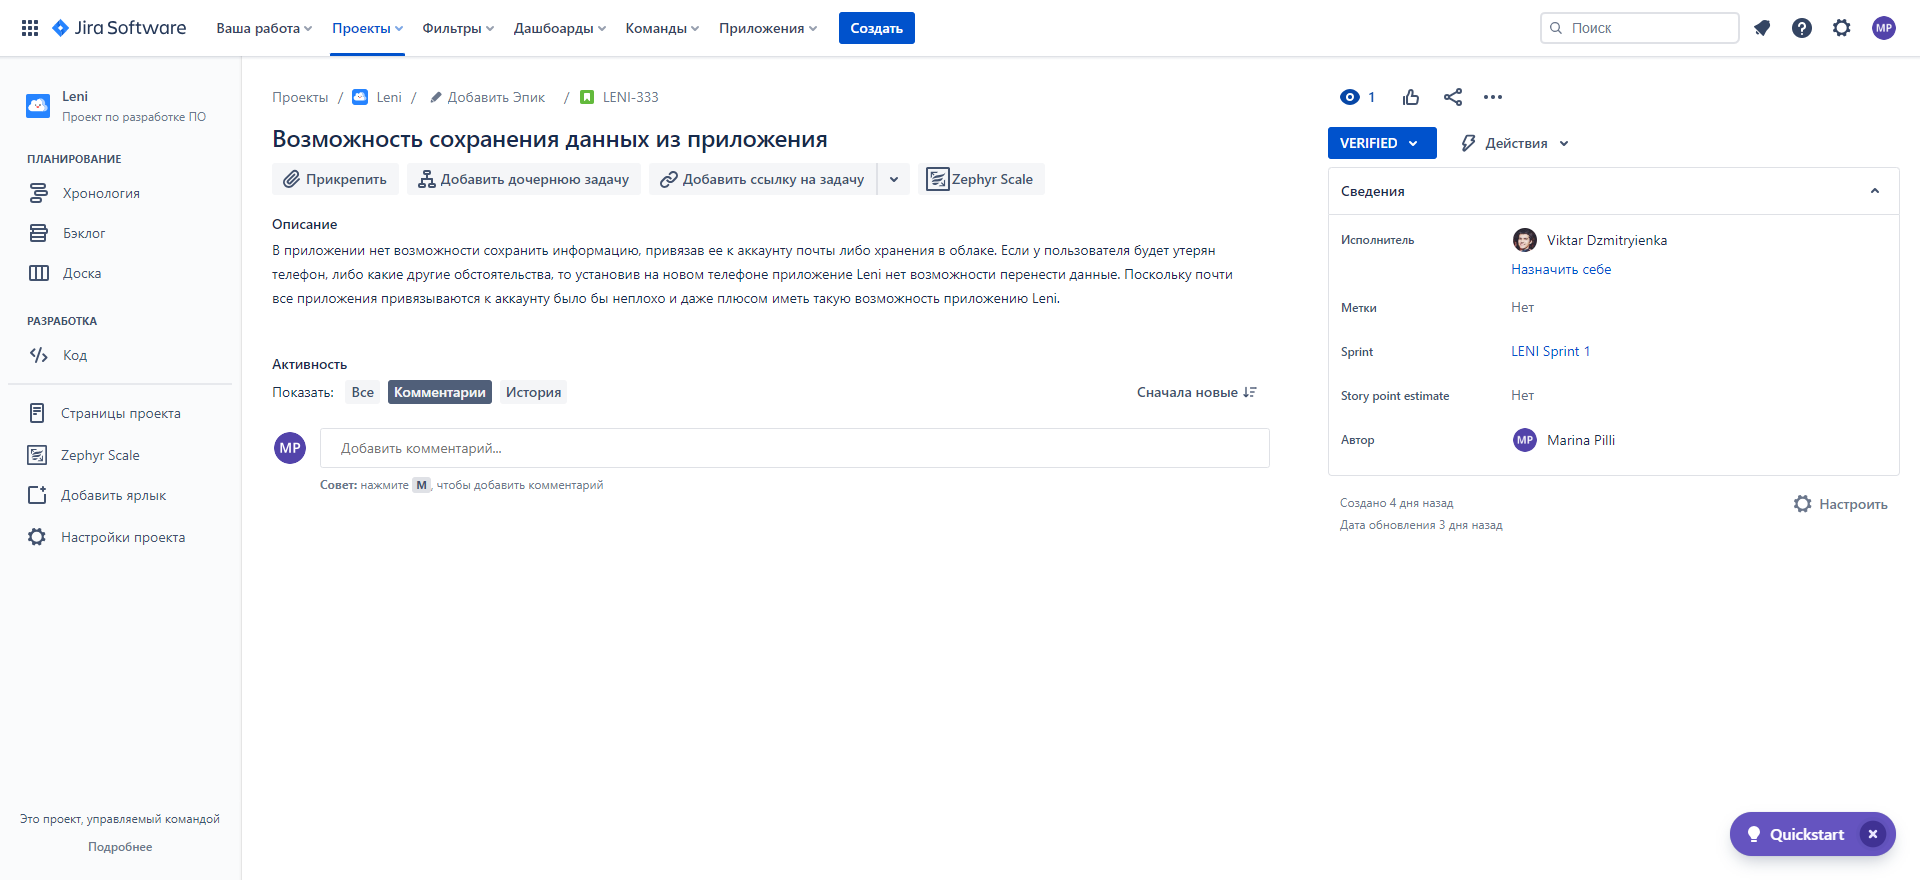 Jira Software
Ваша работа
Проекты
Фильтры
Дашбоарды
Команды
Приложения
Создать
Поиск
MP
Leni
Проект по разработке ПО
ПЛАНИРОВАНИЕ
Хронология
Бэклог
Доска
РАЗРАБОТКА
Код
Страницы проекта
Zephyr Scale
Добавить ярлык
Настройки проекта
Это проект, управляемый командой
Подробнее
Проекты / Leni / Добавить Эпик / LENI-333
Возможность сохранения данных из приложения
Прикрепить
Добавить дочернюю задачу
Добавить ссылку на задачу
Zephyr Scale
Описание
В приложении нет возможности сохранить информацию, привязав ее к аккаунту почты либо хранения в облаке. Если у пользователя будет утерян
телефон, либо какие другие обстоятельства, то установив на новом телефоне приложение Leni нет возможности перенести данные. Поскольку почти
все приложения привязываются к аккаунту было бы неплохо и даже плюсом иметь такую возможность приложению Leni.
Активность
Показать: Все Комментарии История
Сначала новые
MP
Добавить комментарий...
Совет: нажмите M, чтобы добавить комментарий
1
VERIFIED
Действия
Сведения
Исполнитель
Viktar Dzmitryienka
Назначить себе
Метки
Нет
Sprint
LENI Sprint 1
Story point estimate
Нет
Автор
MP
Marina Pilli
Создано 4 дня назад
Дата обновления 3 дня назад
Настроить
Quickstart